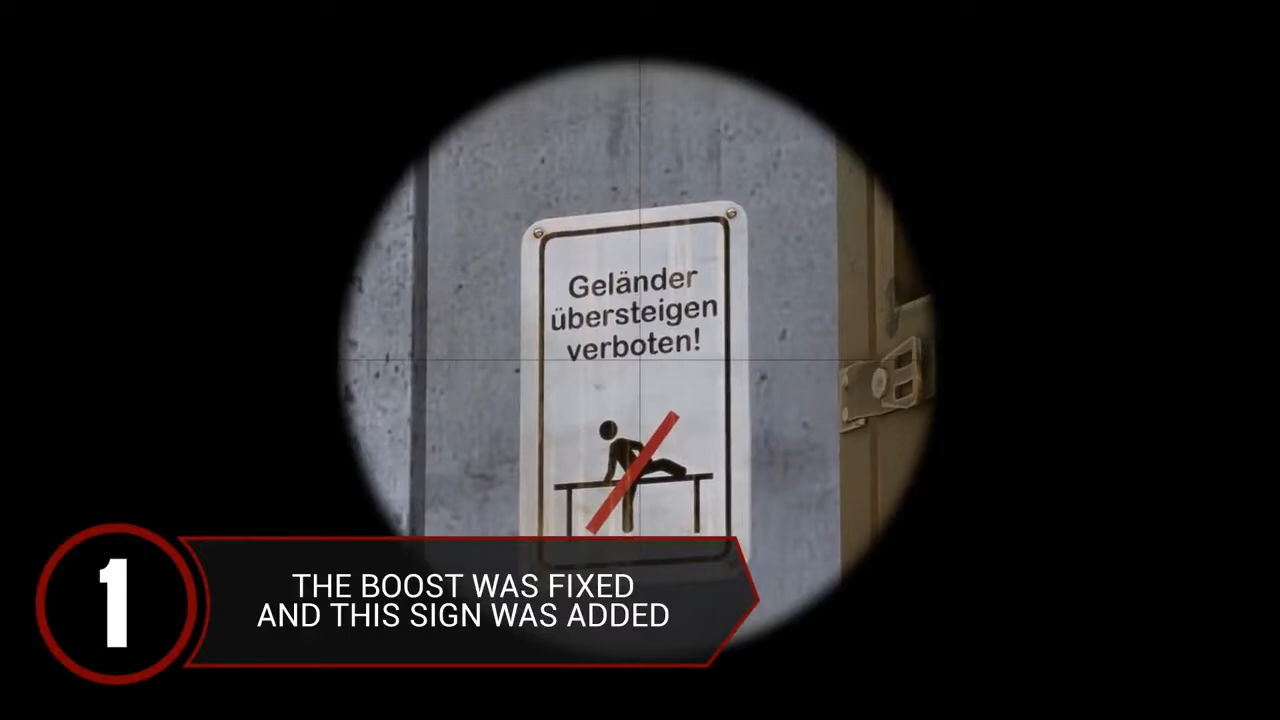 Geländer
übersteigen
verboten!
1
THE BOOST WAS FIXED
AND THIS SIGN WAS ADDED